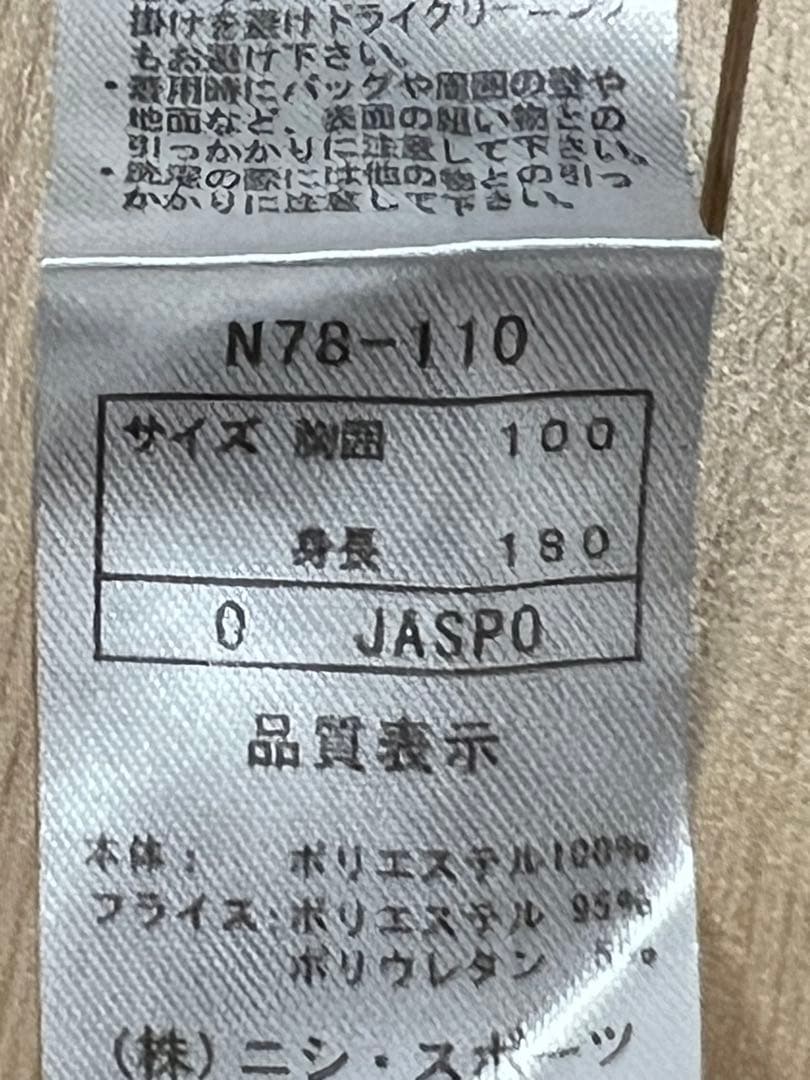 掛けを避けドライクリーニング
もお避け下さい。
・着用時にバッグや周囲の壁や
地面など、表面の粗い物との
引っかかりに注意して下さい。
・洗濯の際には他の物との引っ
かかりに注意して下さい。
N78-110
サイズ 胸囲 100
身長 180
O JASPO
品質表示
本体: ポリエステル100%
フライス:ポリエステル 95%
ポリウレタン 5%
(株)ニシ・スポーツ